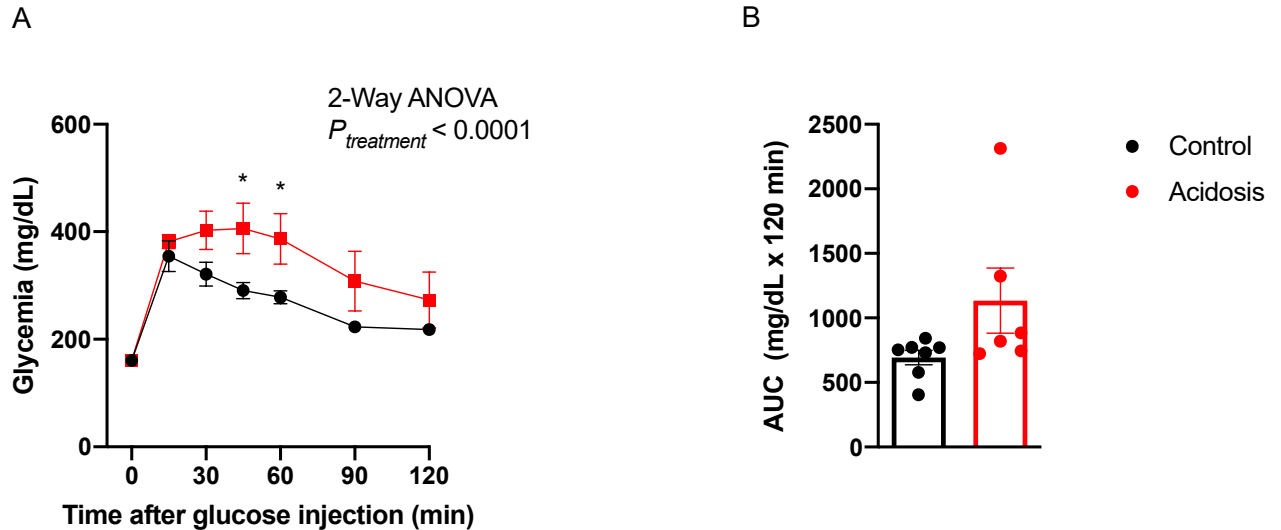 A
2-Way ANOVA
P treatment < 0.0001
600
400
200
0
* *
Glycemia (mg/dL)
0 30 60 90 120
Time after glucose injection (min)
B
2500
2000
1500
1000
500
0
AUC (mg/dL x 120 min)
Control
Acidosis